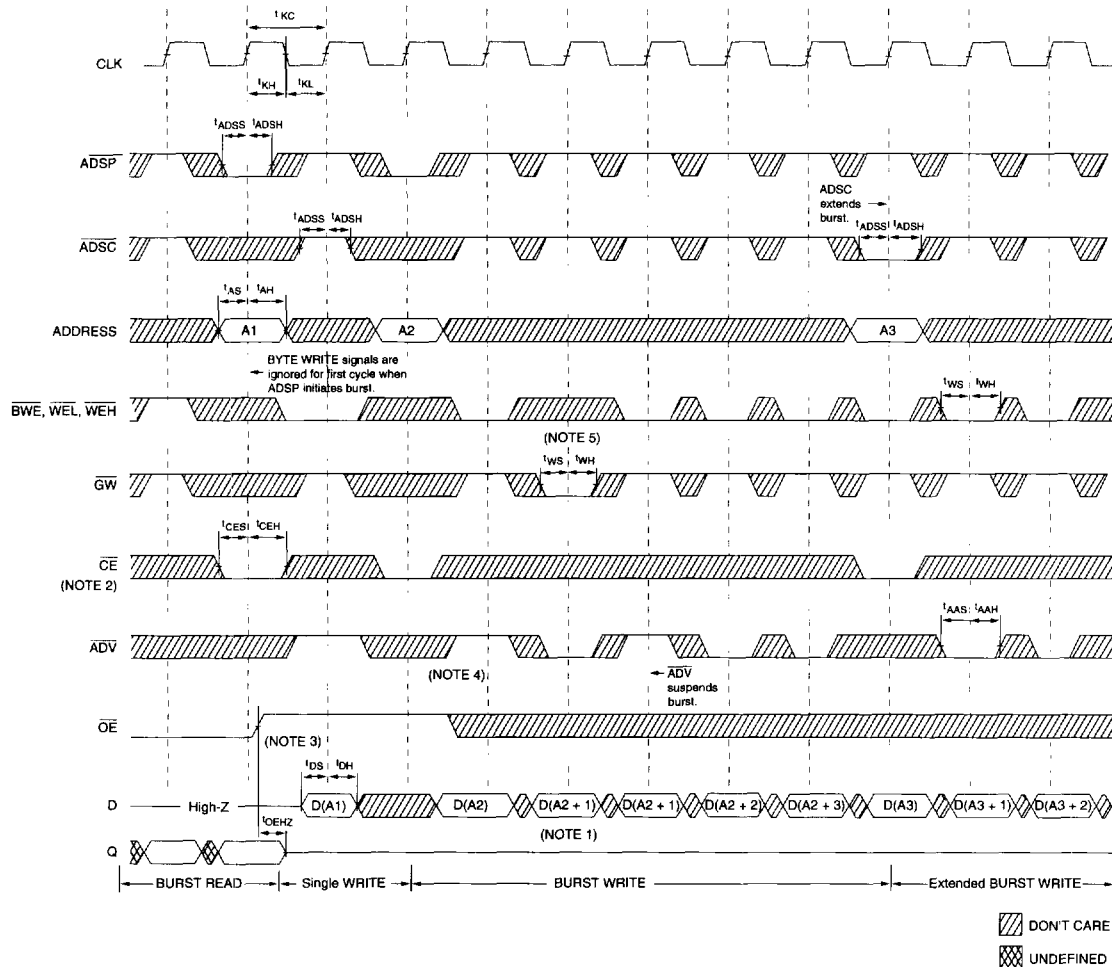 t KC
CLK
tKH tKL
tADSS tADSH
ADSP
ADSC
extends
burst.
tADSS tADSH
tADSS tADSH
ADSC
tAS tAH
ADDRESS A1 A2 A3
BYTE WRITE signals are
ignored for first cycle when
ADSP initiates burst.
tWS tWH
BWE, WEL, WEH
(NOTE 5)
tWS tWH
GW
tCES tCEH
CE
(NOTE 2)
tAAS tAAH
ADV
(NOTE 4)
ADV
suspends
burst.
OE
(NOTE 3)
tDS tDH
D High-Z D(A1) D(A2) D(A2 + 1) D(A2 + 1) D(A2 + 2) D(A2 + 3) D(A3) D(A3 + 1) D(A3 + 2)
tOEHZ
(NOTE 1)
Q
BURST READ Single WRITE BURST WRITE Extended BURST WRITE
DON'T CARE
UNDEFINED